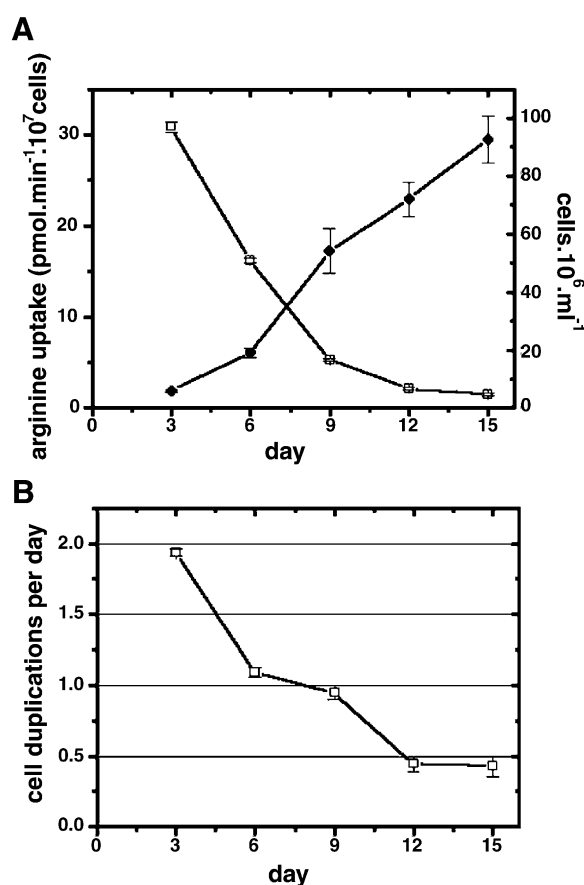 A
arginine uptake (pmol.min-1.10⁷cells)
30
20
10
0
100
80
60
40
20
0
cells.10⁶.ml-1
0 3 6 9 12 15
day
B
cell duplications per day
2.0
1.5
1.0
0.5
0.0
0 3 6 9 12 15
day